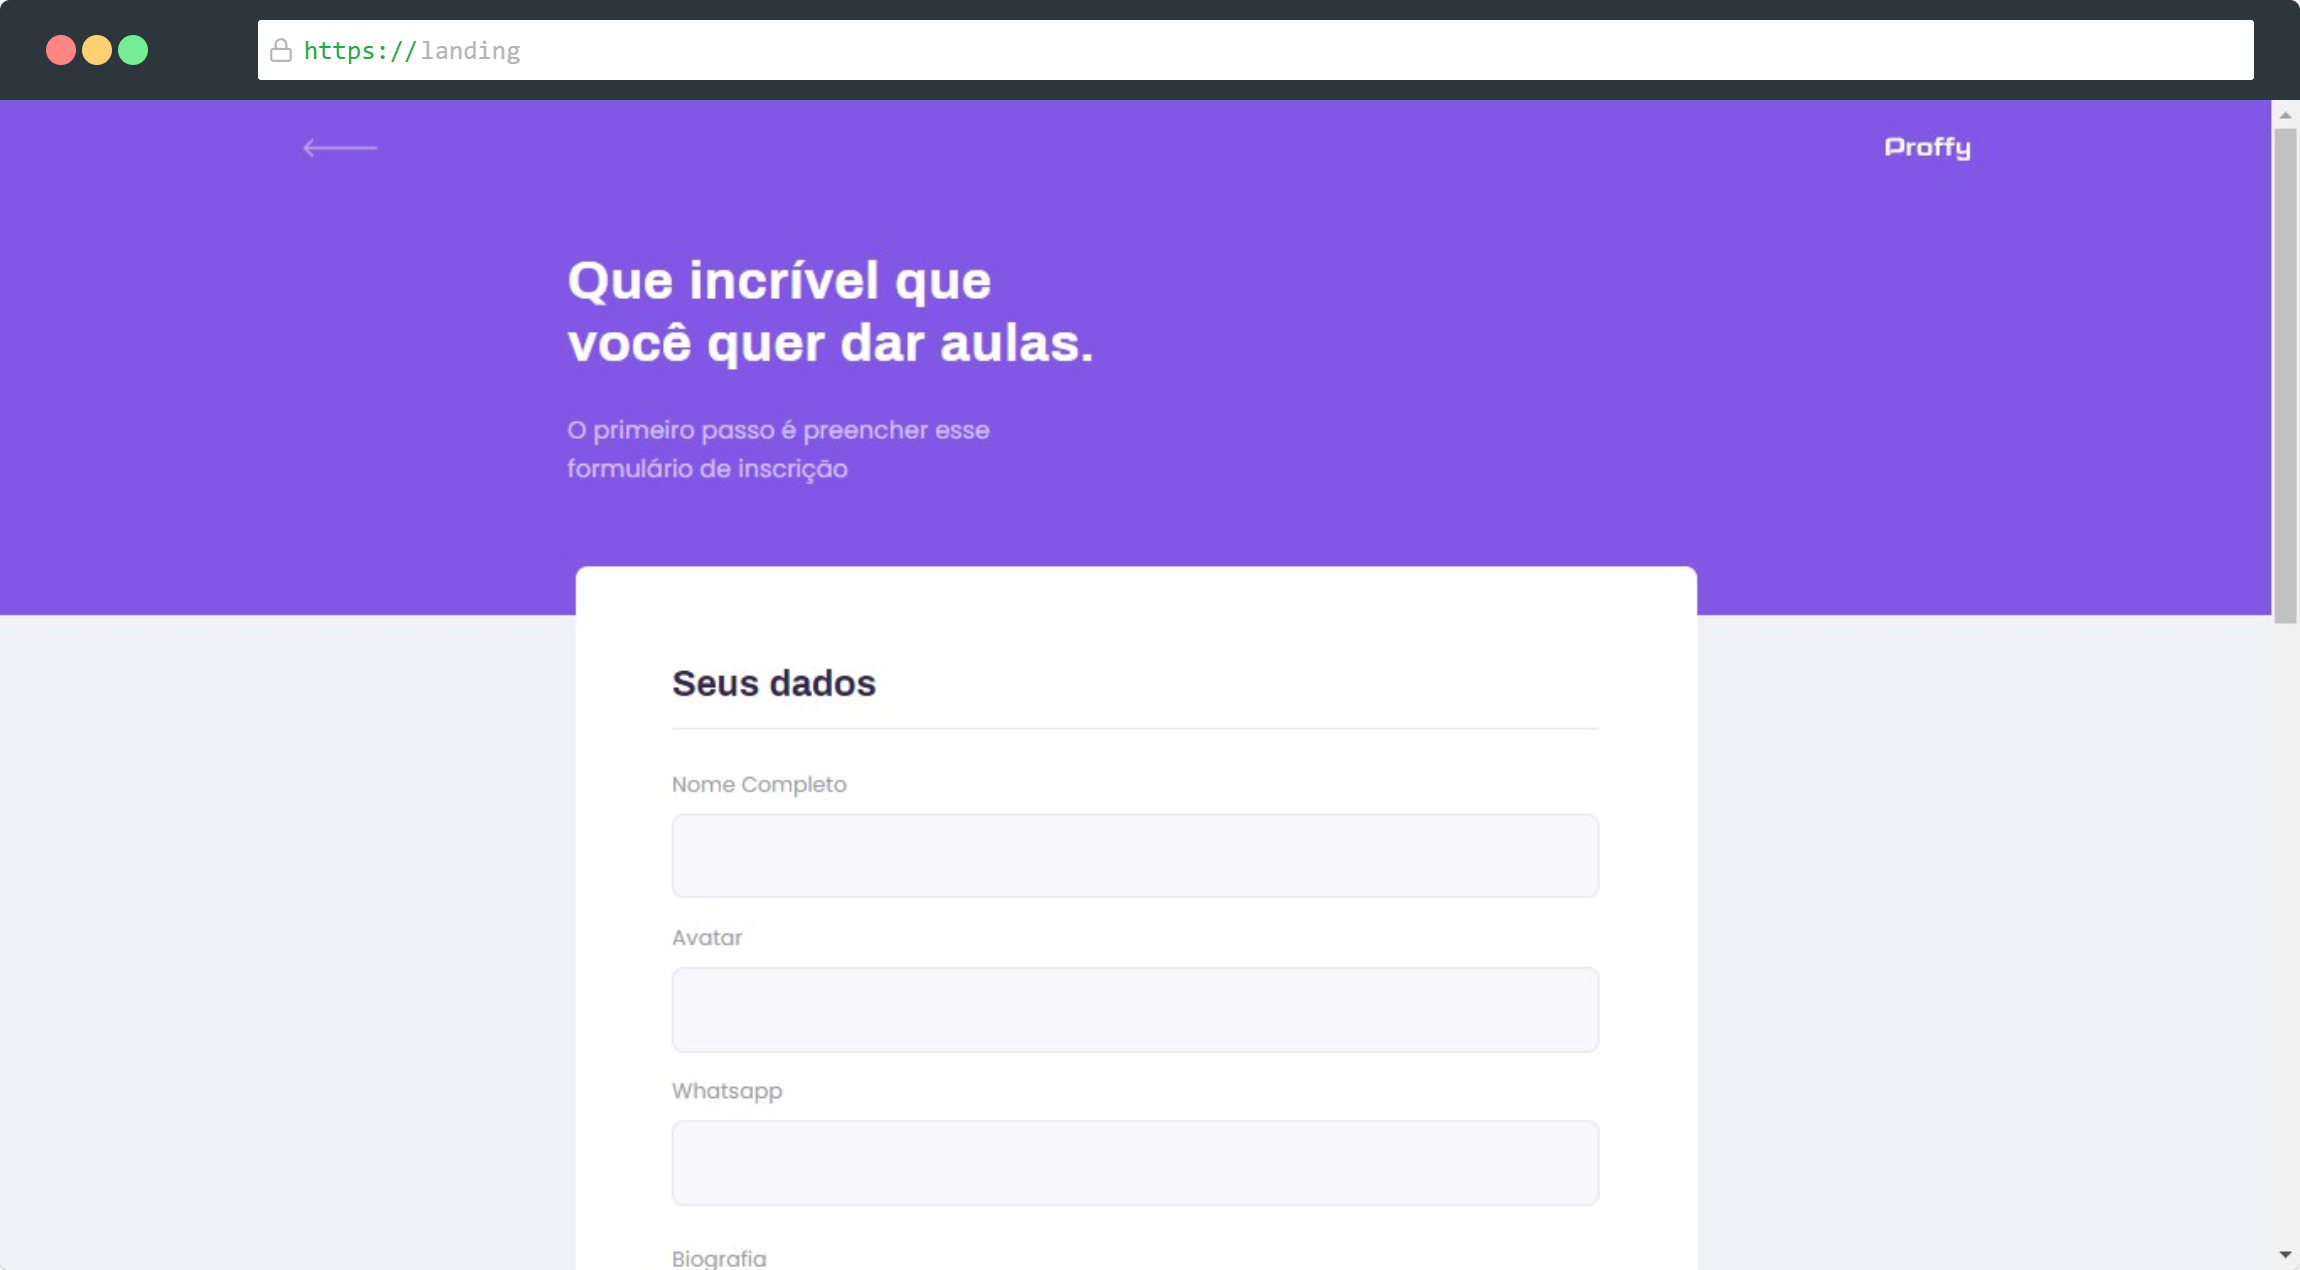 https://landing
Proffy
Que incrível que
você quer dar aulas.
O primeiro passo é preencher esse
formulário de inscrição
Seus dados
Nome Completo
Avatar
Whatsapp
Biografia